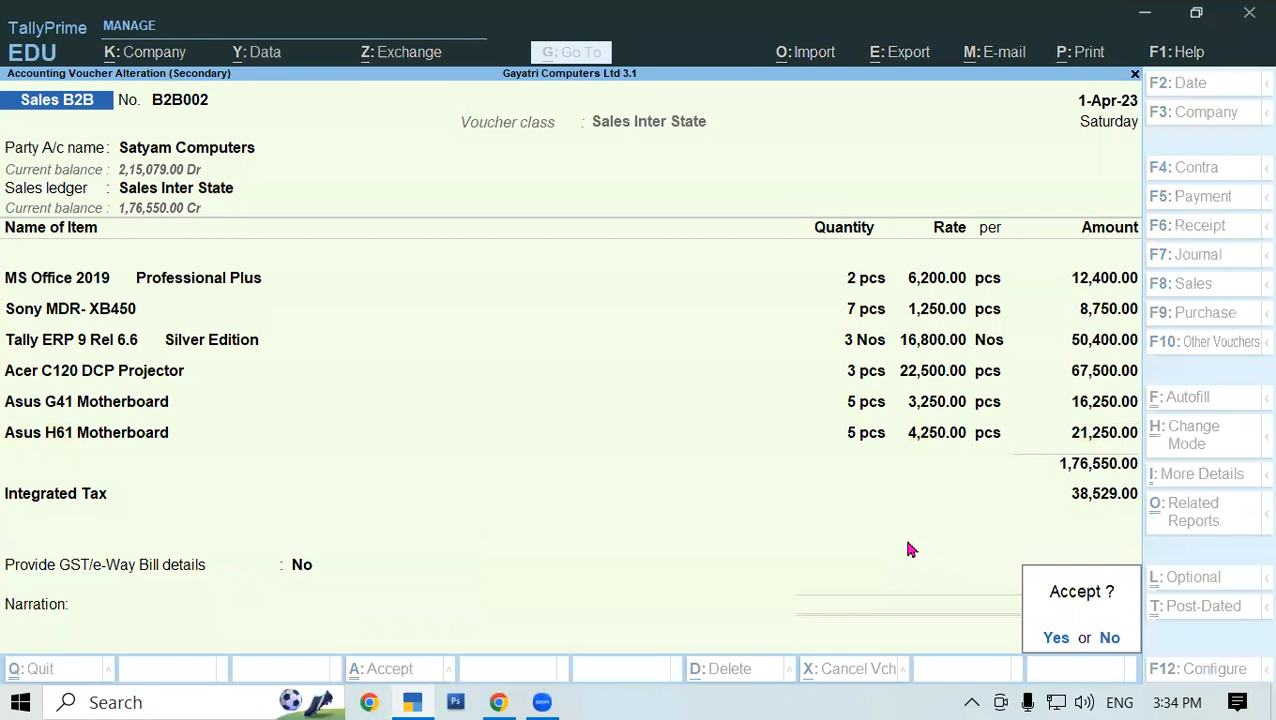 TallyPrime MANAGE
EDU K: Company Y: Data Z: Exchange G: Go To O: Import E: Export M: E-mail P: Print F1: Help
Accounting Voucher Alteration (Secondary) Gayatri Computers Ltd 3.1
Sales B2B No. B2B002 1-Apr-23
Voucher class : Sales Inter State Saturday
Party A/c name : Satyam Computers
Current balance : 2,15,079.00 Dr
Sales ledger : Sales Inter State
Current balance : 1,76,550.00 Cr
Name of Item Quantity Rate per Amount
MS Office 2019 Professional Plus 2 pcs 6,200.00 pcs 12,400.00
Sony MDR- XB450 7 pcs 1,250.00 pcs 8,750.00
Tally ERP 9 Rel 6.6 Silver Edition 3 Nos 16,800.00 Nos 50,400.00
Acer C120 DCP Projector 3 pcs 22,500.00 pcs 67,500.00
Asus G41 Motherboard 5 pcs 3,250.00 pcs 16,250.00
Asus H61 Motherboard 5 pcs 4,250.00 pcs 21,250.00
1,76,550.00
Integrated Tax 38,529.00
Provide GST/e-Way Bill details : No
Narration:
Accept ?
Yes or No
F2: Date
F3: Company
F4: Contra
F5: Payment
F6: Receipt
F7: Journal
F8: Sales
F9: Purchase
F10: Other Vouchers
F: Autofill
H: Change
Mode
I: More Details
O: Related
Reports
L: Optional
T: Post-Dated
Q: Quit A: Accept D: Delete X: Cancel Vch F12: Configure
Search Ps zoom ENG 3:34 PM